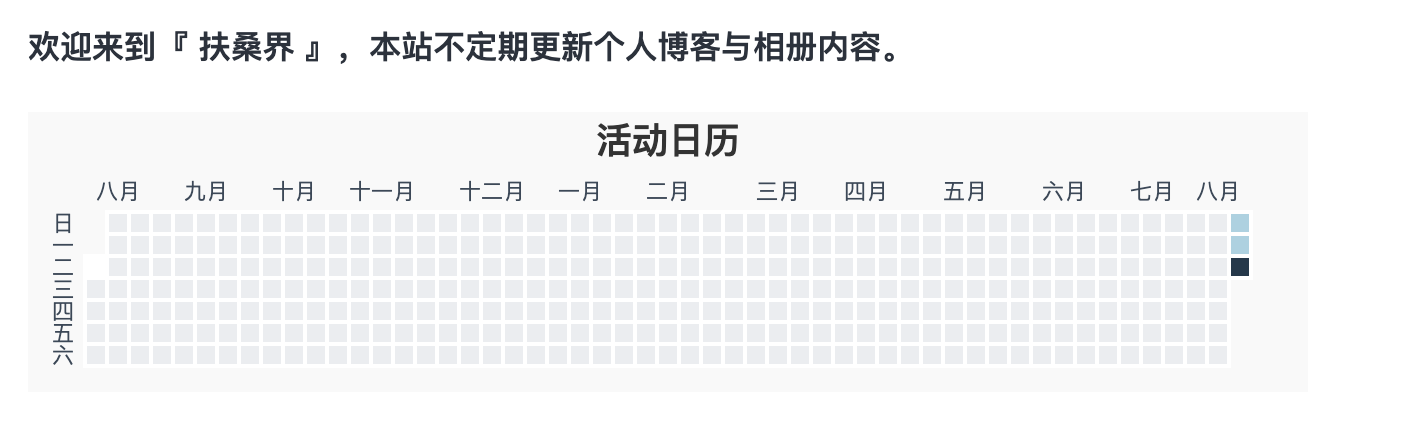 欢迎来到『 扶桑界 』，本站不定期更新个人博客与相册内容。
活动日历
八月 九月 十月 十一月 十二月 一月 二月 三月 四月 五月 六月 七月 八月
日
一
二
三
四
五
六